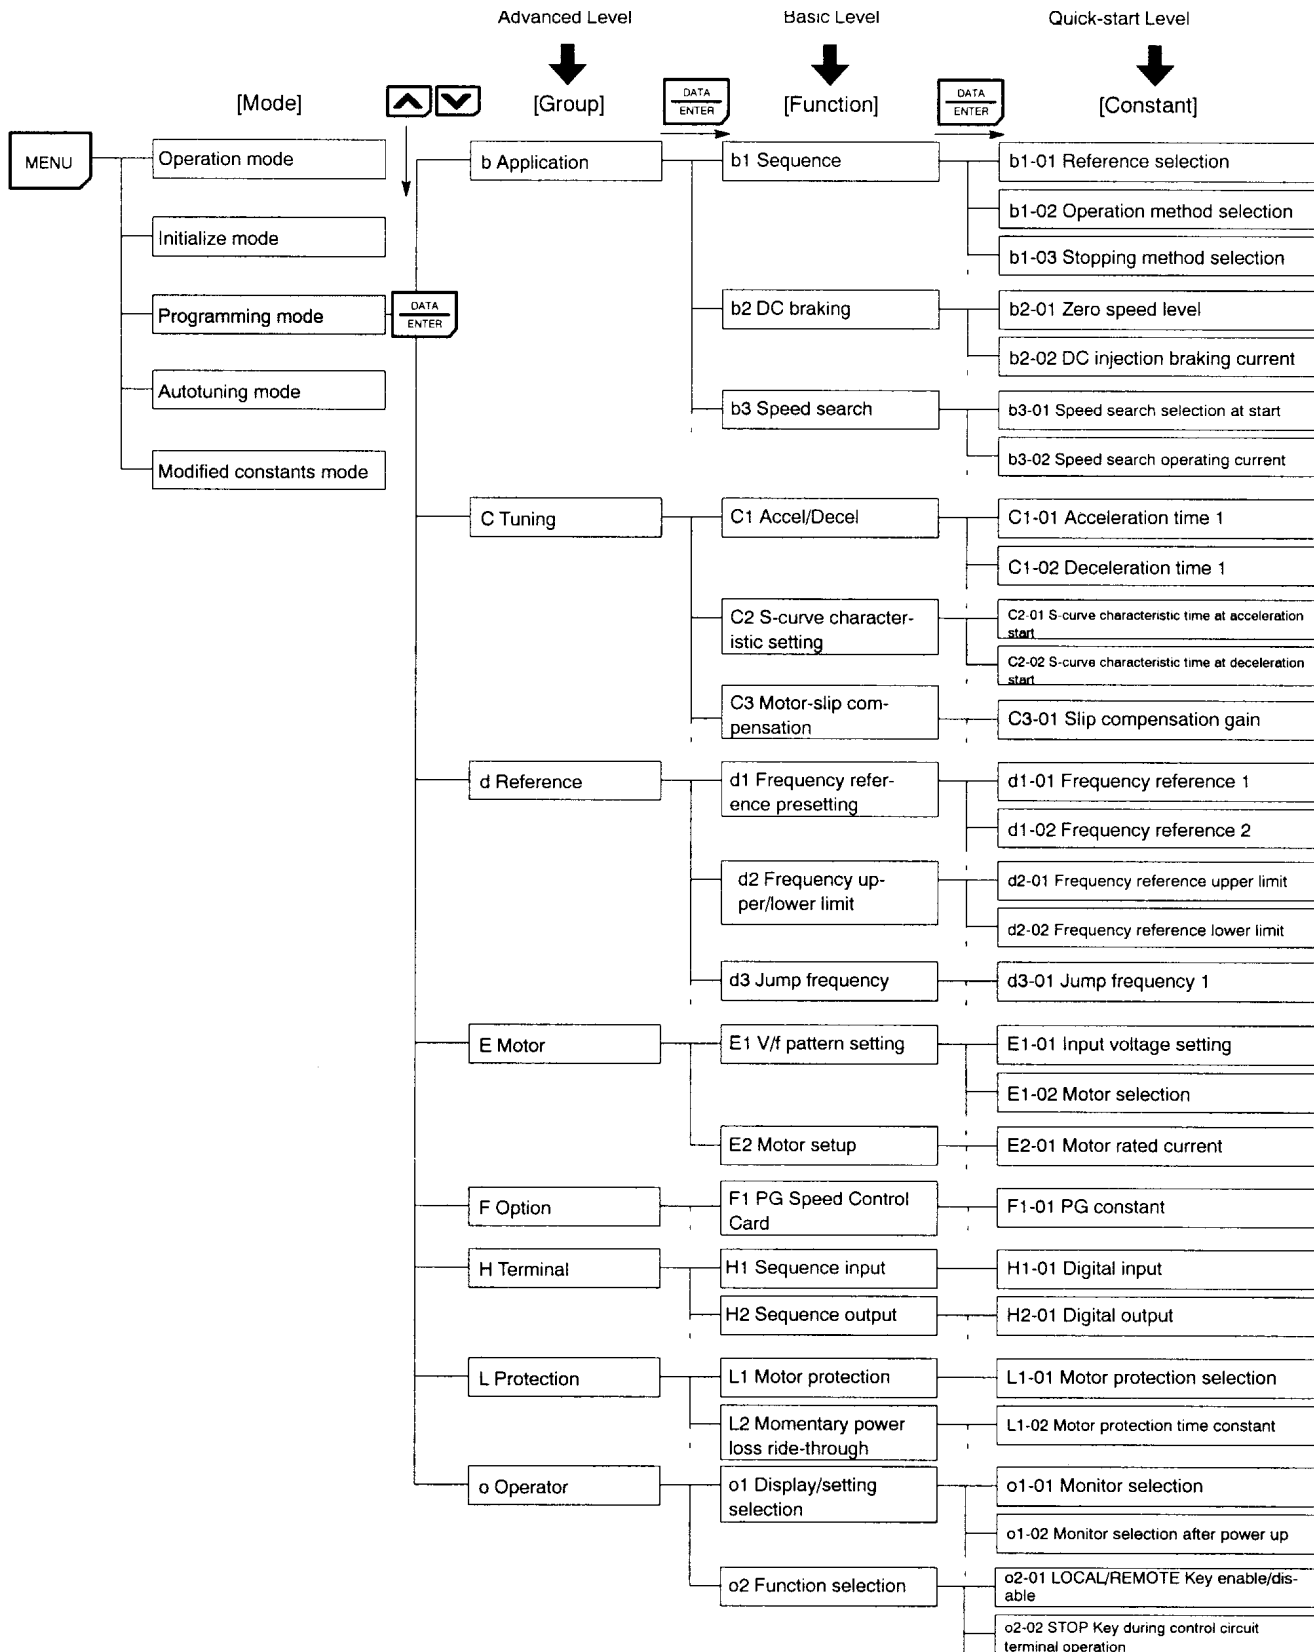 Advanced Level
Basic Level
Quick-start Level
[Mode]
[Group]
DATA
ENTER
[Function]
DATA
ENTER
[Constant]
MENU
Operation mode
Initialize mode
Programming mode
DATA
ENTER
Autotuning mode
Modified constants mode
b Application
b1 Sequence
b1-01 Reference selection
b1-02 Operation method selection
b1-03 Stopping method selection
b2 DC braking
b2-01 Zero speed level
b2-02 DC injection braking current
b3 Speed search
b3-01 Speed search selection at start
b3-02 Speed search operating current
C Tuning
C1 Accel/Decel
C1-01 Acceleration time 1
C1-02 Deceleration time 1
C2 S-curve character-
istic setting
C2-01 S-curve characteristic time at acceleration
start
C2-02 S-curve characteristic time at deceleration
start
C3 Motor-slip com-
pensation
C3-01 Slip compensation gain
d Reference
d1 Frequency refer-
ence presetting
d1-01 Frequency reference 1
d1-02 Frequency reference 2
d2 Frequency up-
per/lower limit
d2-01 Frequency reference upper limit
d2-02 Frequency reference lower limit
d3 Jump frequency
d3-01 Jump frequency 1
E Motor
E1 V/f pattern setting
E1-01 Input voltage setting
E1-02 Motor selection
E2 Motor setup
E2-01 Motor rated current
F Option
F1 PG Speed Control
Card
F1-01 PG constant
H Terminal
H1 Sequence input
H1-01 Digital input
H2 Sequence output
H2-01 Digital output
L Protection
L1 Motor protection
L1-01 Motor protection selection
L2 Momentary power
loss ride-through
L1-02 Motor protection time constant
o Operator
o1 Display/setting
selection
o1-01 Monitor selection
o1-02 Monitor selection after power up
o2 Function selection
o2-01 LOCAL/REMOTE Key enable/dis-
able
o2-02 STOP Key during control circuit
terminal operation